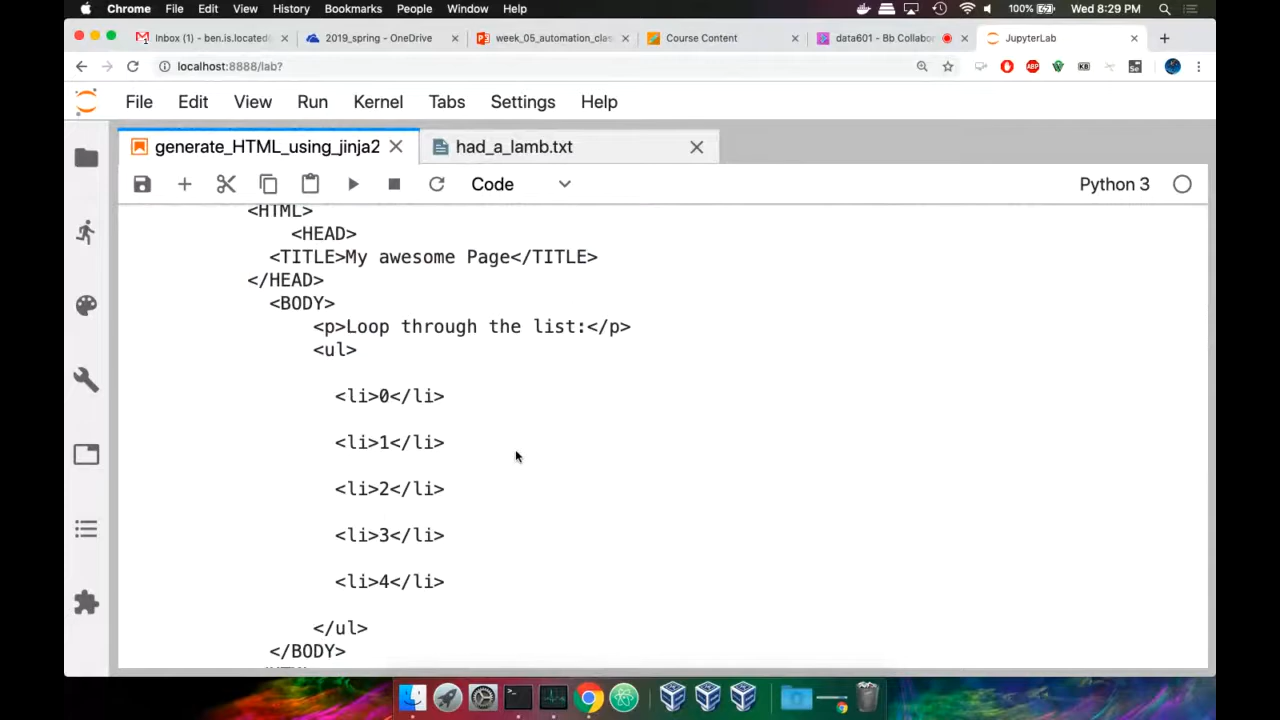 Chrome File Edit View History Bookmarks People Window Help 100% Wed 8:29 PM
Inbox (1) - ben.is.located 2019_spring - OneDrive week_05_automation_clas Course Content data601 - Bb Collabor JupyterLab
localhost:8888/lab?
File Edit View Run Kernel Tabs Settings Help
generate_HTML_using_jinja2 had_a_lamb.txt
Code Python 3
<HTML>
<HEAD>
<TITLE>My awesome Page</TITLE>
</HEAD>
<BODY>
<p>Loop through the list:</p>
<ul>
<li>0</li>
<li>1</li>
<li>2</li>
<li>3</li>
<li>4</li>
</ul>
</BODY>